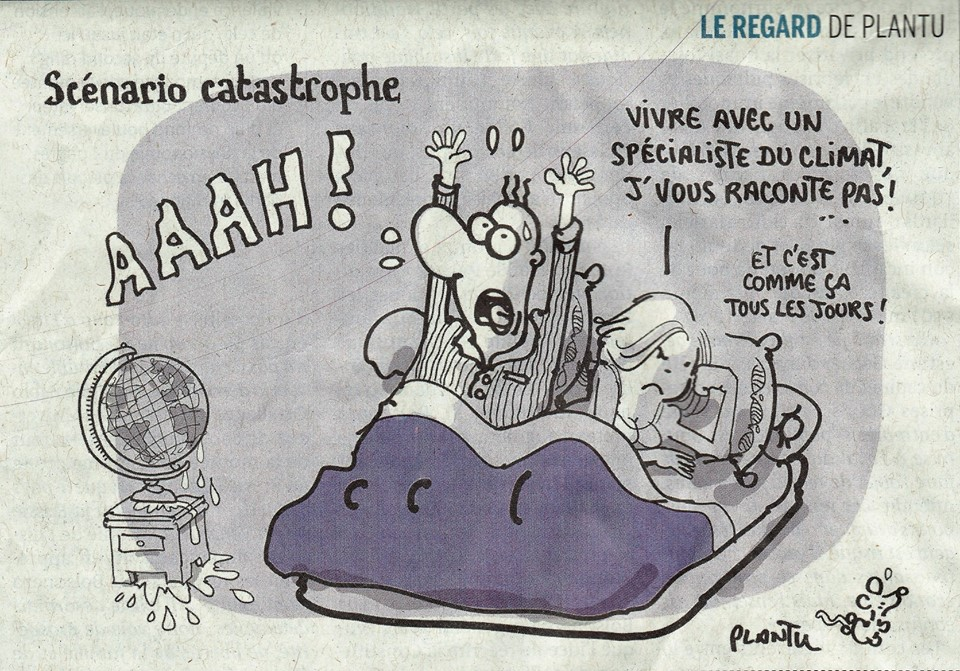 LE REGARD DE PLANTU
Scénario catastrophe
AAAH !
VIVRE AVEC UN
SPÉCIALISTE DU CLIMAT,
J'VOUS RACONTE PAS !
...
ET C'EST
COMME ÇA
TOUS LES JOURS !
PLANTU